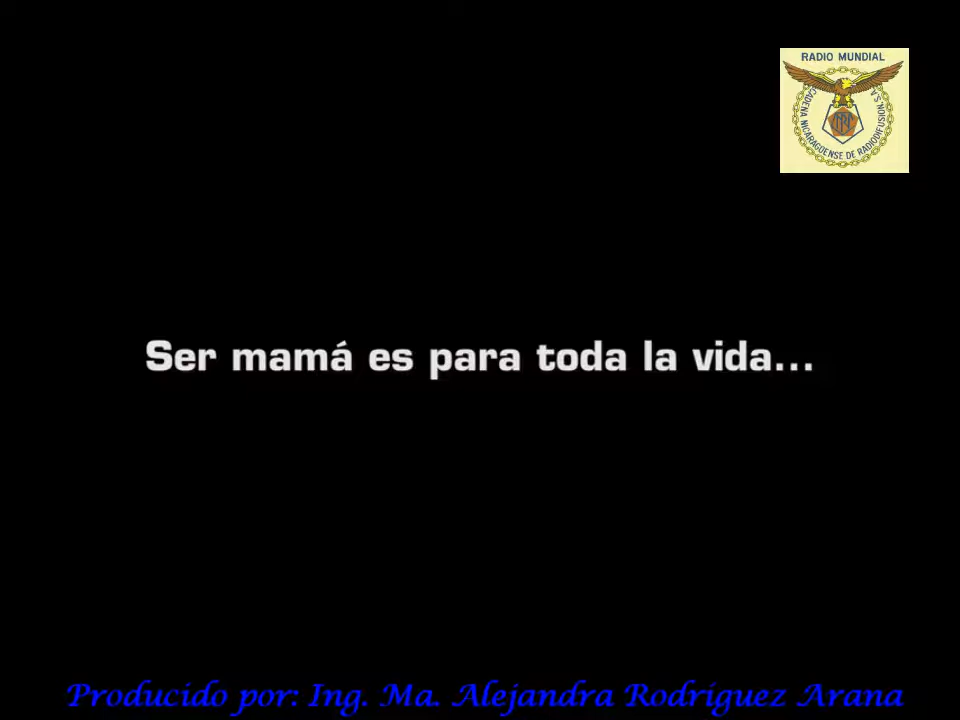 RADIO MUNDIAL
CADENA NICARAGÜENSE DE RADIODIFUSION, S.A.
Ser mamá es para toda la vida...
Producido por: Ing. Ma. Alejandra Rodríguez Arana